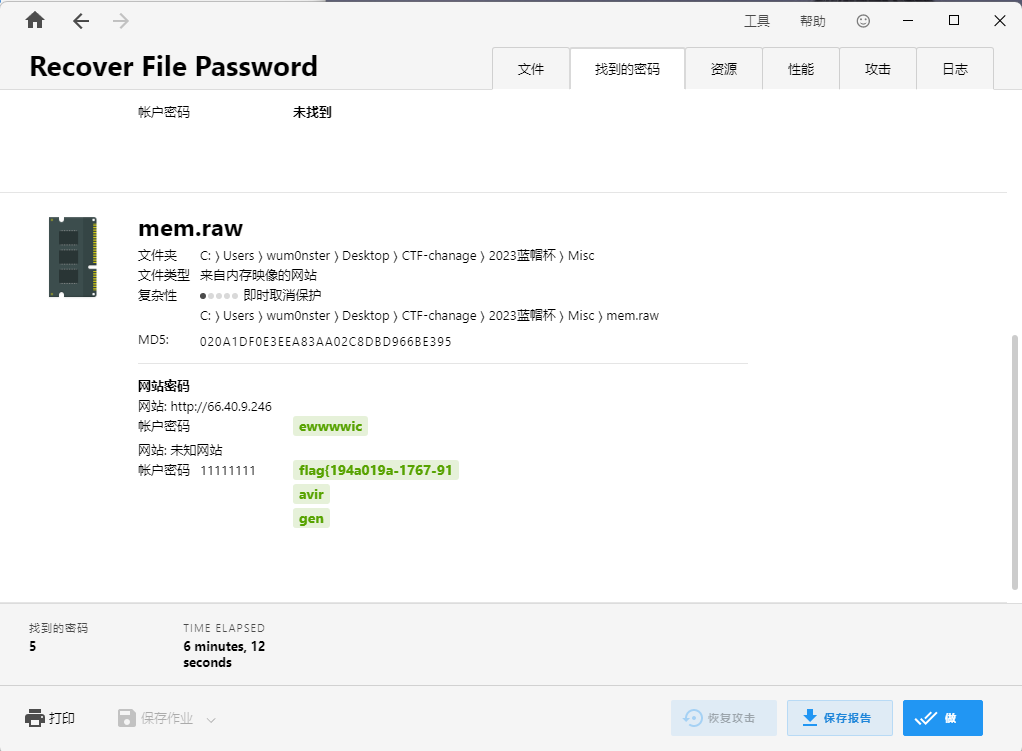 工具 帮助
Recover File Password
文件 找到的密码 资源 性能 攻击 日志
帐户密码 未找到
mem.raw
文件夹 C: 〉Users 〉wum0nster 〉Desktop 〉CTF-chanage 〉2023蓝帽杯 〉Misc
文件类型 来自内存映像的网站
复杂性 即时取消保护
C: 〉Users 〉wum0nster 〉Desktop 〉CTF-chanage 〉2023蓝帽杯 〉Misc 〉mem.raw
MD5: 020A1DF0E3EEA83AA02C8DBD966BE395
网站密码
网站: http://66.40.9.246
帐户密码 ewwwwic
网站: 未知网站
帐户密码 11111111 flag{194a019a-1767-91
avir
gen
找到的密码 TIME ELAPSED
5 6 minutes, 12
seconds
打印 保存作业 恢复攻击 保存报告 做